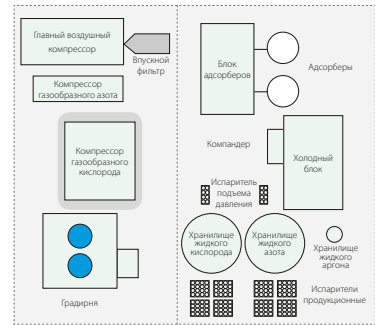 Главный воздушный
компрессор
Впускной
фильтр
Компрессор
газообразного азота
Компрессор
газообразного
кислорода
Градирня
Блок
адсорберов
Адсорберы
Компандер
Холодный
блок
Испаритель
подъема
давления
Хранилище
жидкого
кислорода
Хранилище
жидкого
азота
Хранилище
жидкого
аргона
Испарители
продукционные